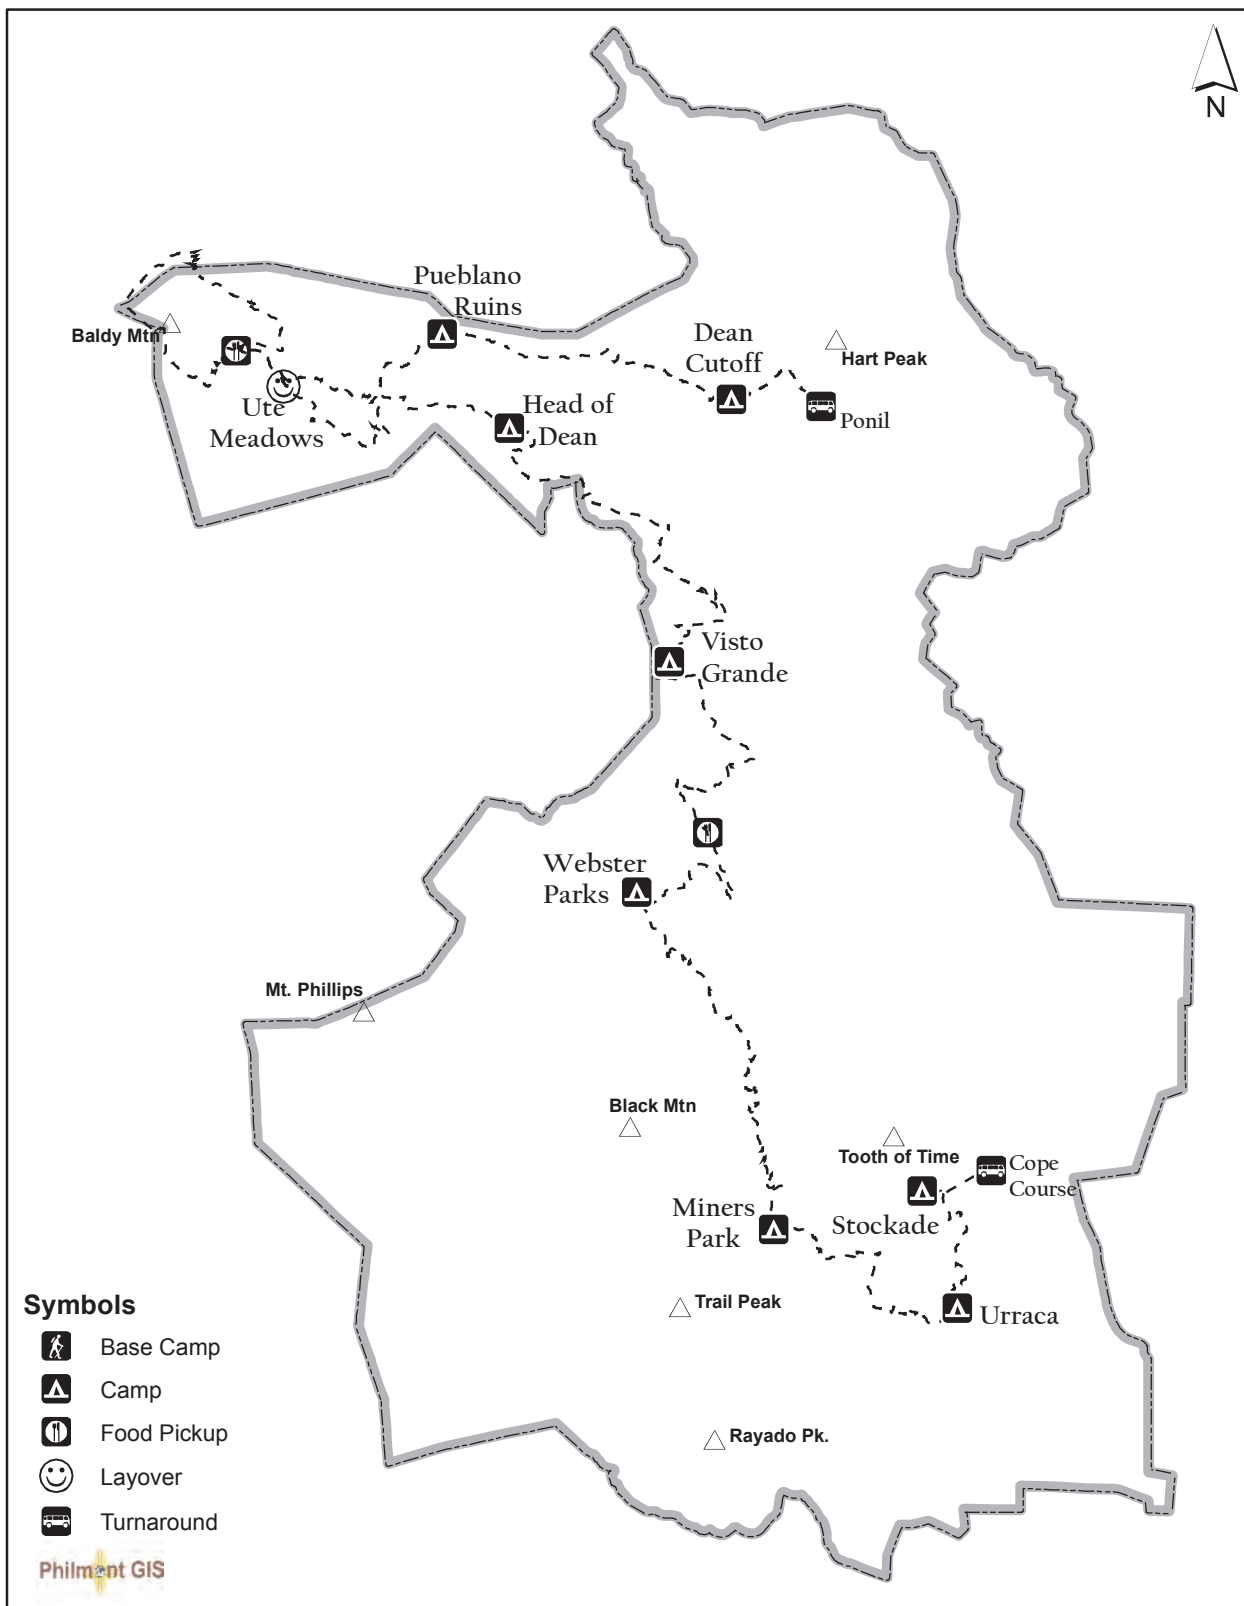 N
Pueblano
Ruins
Baldy Mtn
Dean
Cutoff
Hart Peak
Ute
Meadows
Head of
Dean
Ponil
Visto
Grande
Webster
Parks
Mt. Phillips
Black Mtn
Tooth of Time
Cope
Course
Miners
Park
Stockade
Trail Peak
Urraca
Rayado Pk.
Symbols
Base Camp
Camp
Food Pickup
Layover
Turnaround
Philmont GIS